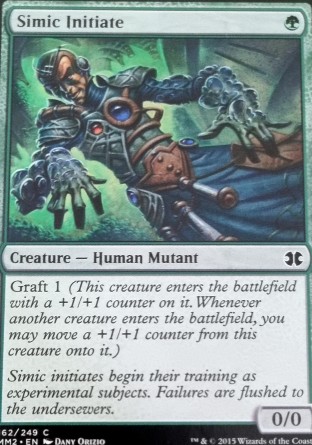 Simic Initiate
Creature — Human Mutant
Graft 1 (This creature enters the battlefield
with a +1/+1 counter on it. Whenever
another creature enters the battlefield, you
may move a +1/+1 counter from this
creature onto it.)
Simic initiates begin their training as
experimental subjects. Failures are flushed to
the undersewers.
0/0
62/249 C
MM2 • EN DANY ORIZIO
™ & © 2015 Wizards of the Coast